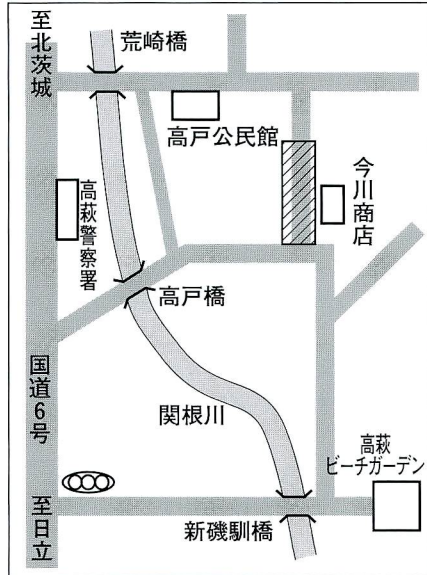 至北茨城
荒崎橋
高戸公民館
今川商店
高萩警察署
高戸橋
国道6号
関根川
高萩
ビーチガーデン
至日立
新磯馴橋